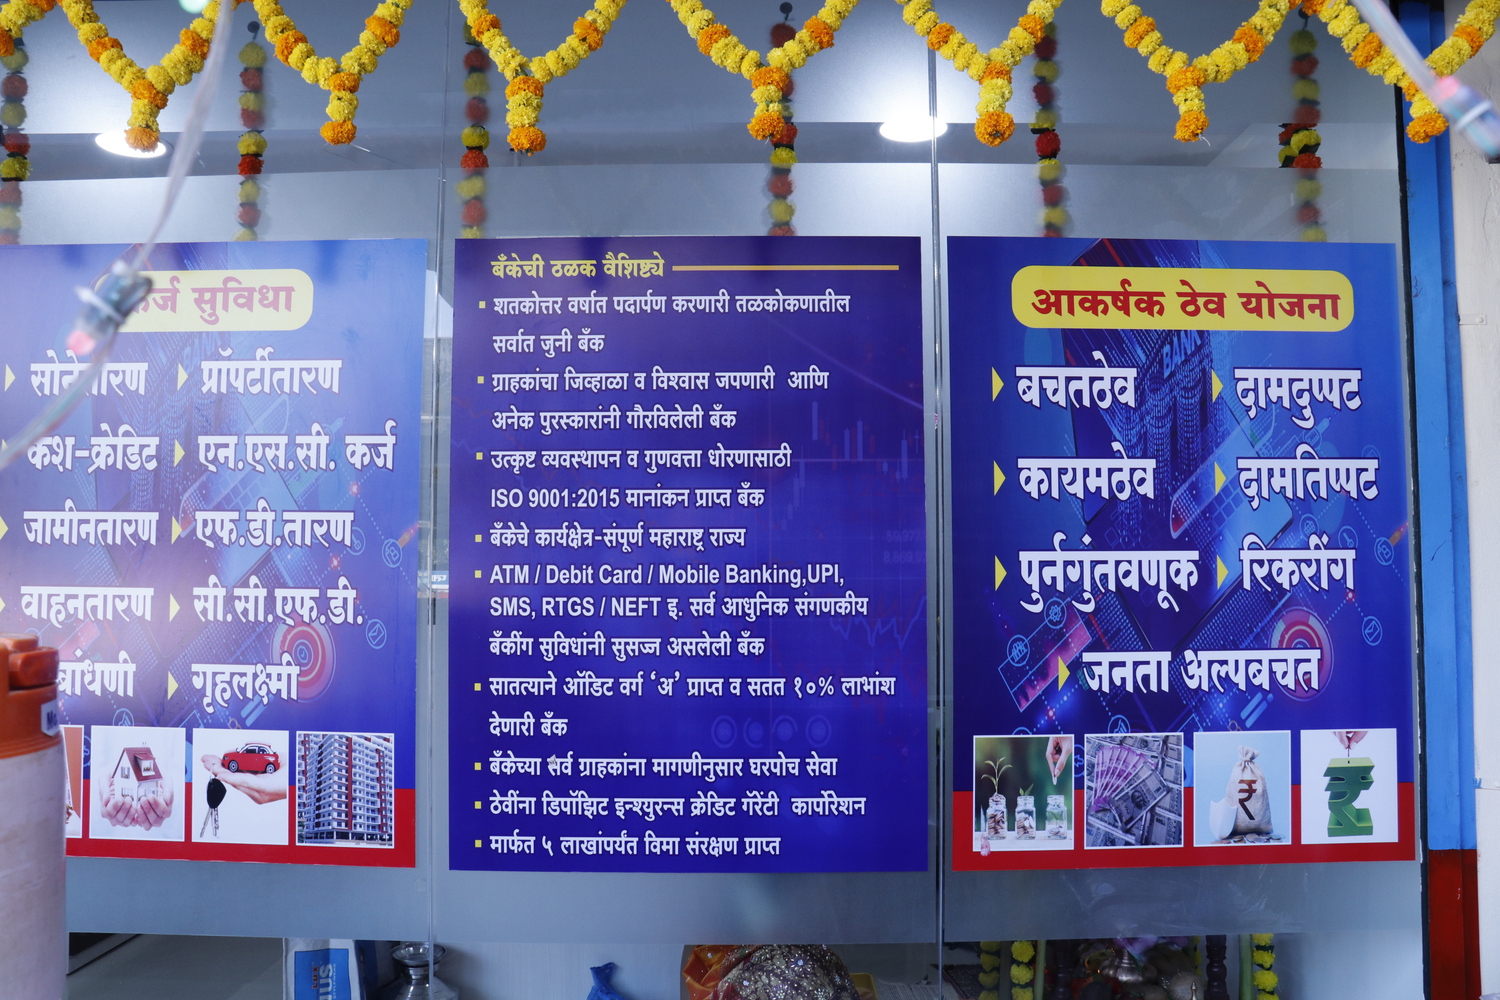 कर्ज सुविधा
सोनेतारण
प्रॉपर्टीतारण
कॅश-क्रेडिट
एन.एस.सी. कर्ज
जामीनतारण
एफ.डी.तारण
वाहनतारण
सी.सी.एफ.डी.
बांधणी
गृहलक्ष्मी
बँकेची ठळक वैशिष्ट्ये
शतकोत्तर वर्षात पदार्पण करणारी तळकोकणातील
सर्वात जुनी बँक
ग्राहकांचा जिव्हाळा व विश्वास जपणारी आणि
अनेक पुरस्कारांनी गौरविलेली बँक
उत्कृष्ट व्यवस्थापन व गुणवत्ता धोरणासाठी
ISO 9001:2015 मानांकन प्राप्त बँक
बँकेचे कार्यक्षेत्र-संपूर्ण महाराष्ट्र राज्य
ATM / Debit Card / Mobile Banking,UPI,
SMS, RTGS / NEFT इ. सर्व आधुनिक संगणकीय
बँकींग सुविधांनी सुसज्ज असलेली बँक
सातत्याने ऑडिट वर्ग ‘अ’ प्राप्त व सतत १०% लाभांश
देणारी बँक
बँकेच्या सर्व ग्राहकांना मागणीनुसार घरपोच सेवा
ठेवींना डिपॉझिट इन्श्युरन्स क्रेडिट गॅरेंटी कार्पोरेशन
मार्फत ५ लाखांपर्यंत विमा संरक्षण प्राप्त
आकर्षक ठेव योजना
BANK
बचतठेव
दामदुप्पट
कायमठेव
दामतिप्पट
पुर्नगुंतवणूक
रिकरींग
जनता अल्पबचत